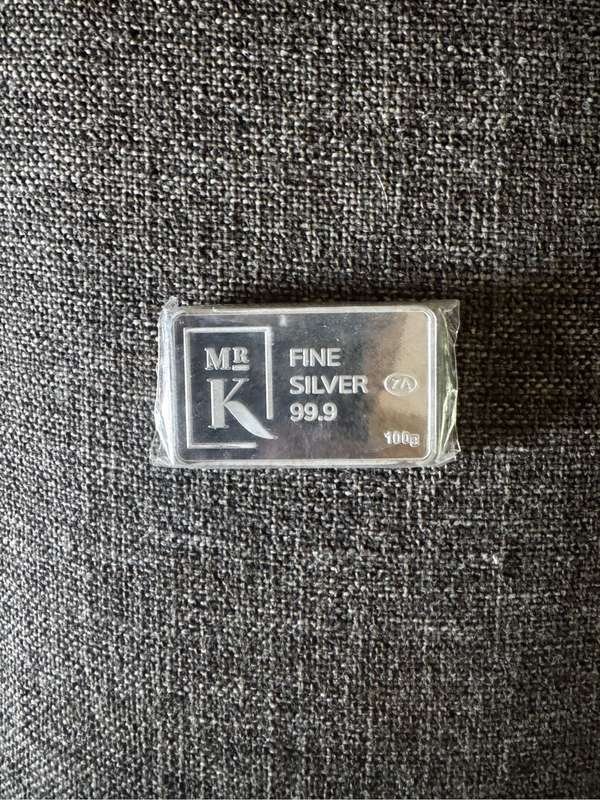 MR
K
FINE
SILVER 7A
99.9
100g